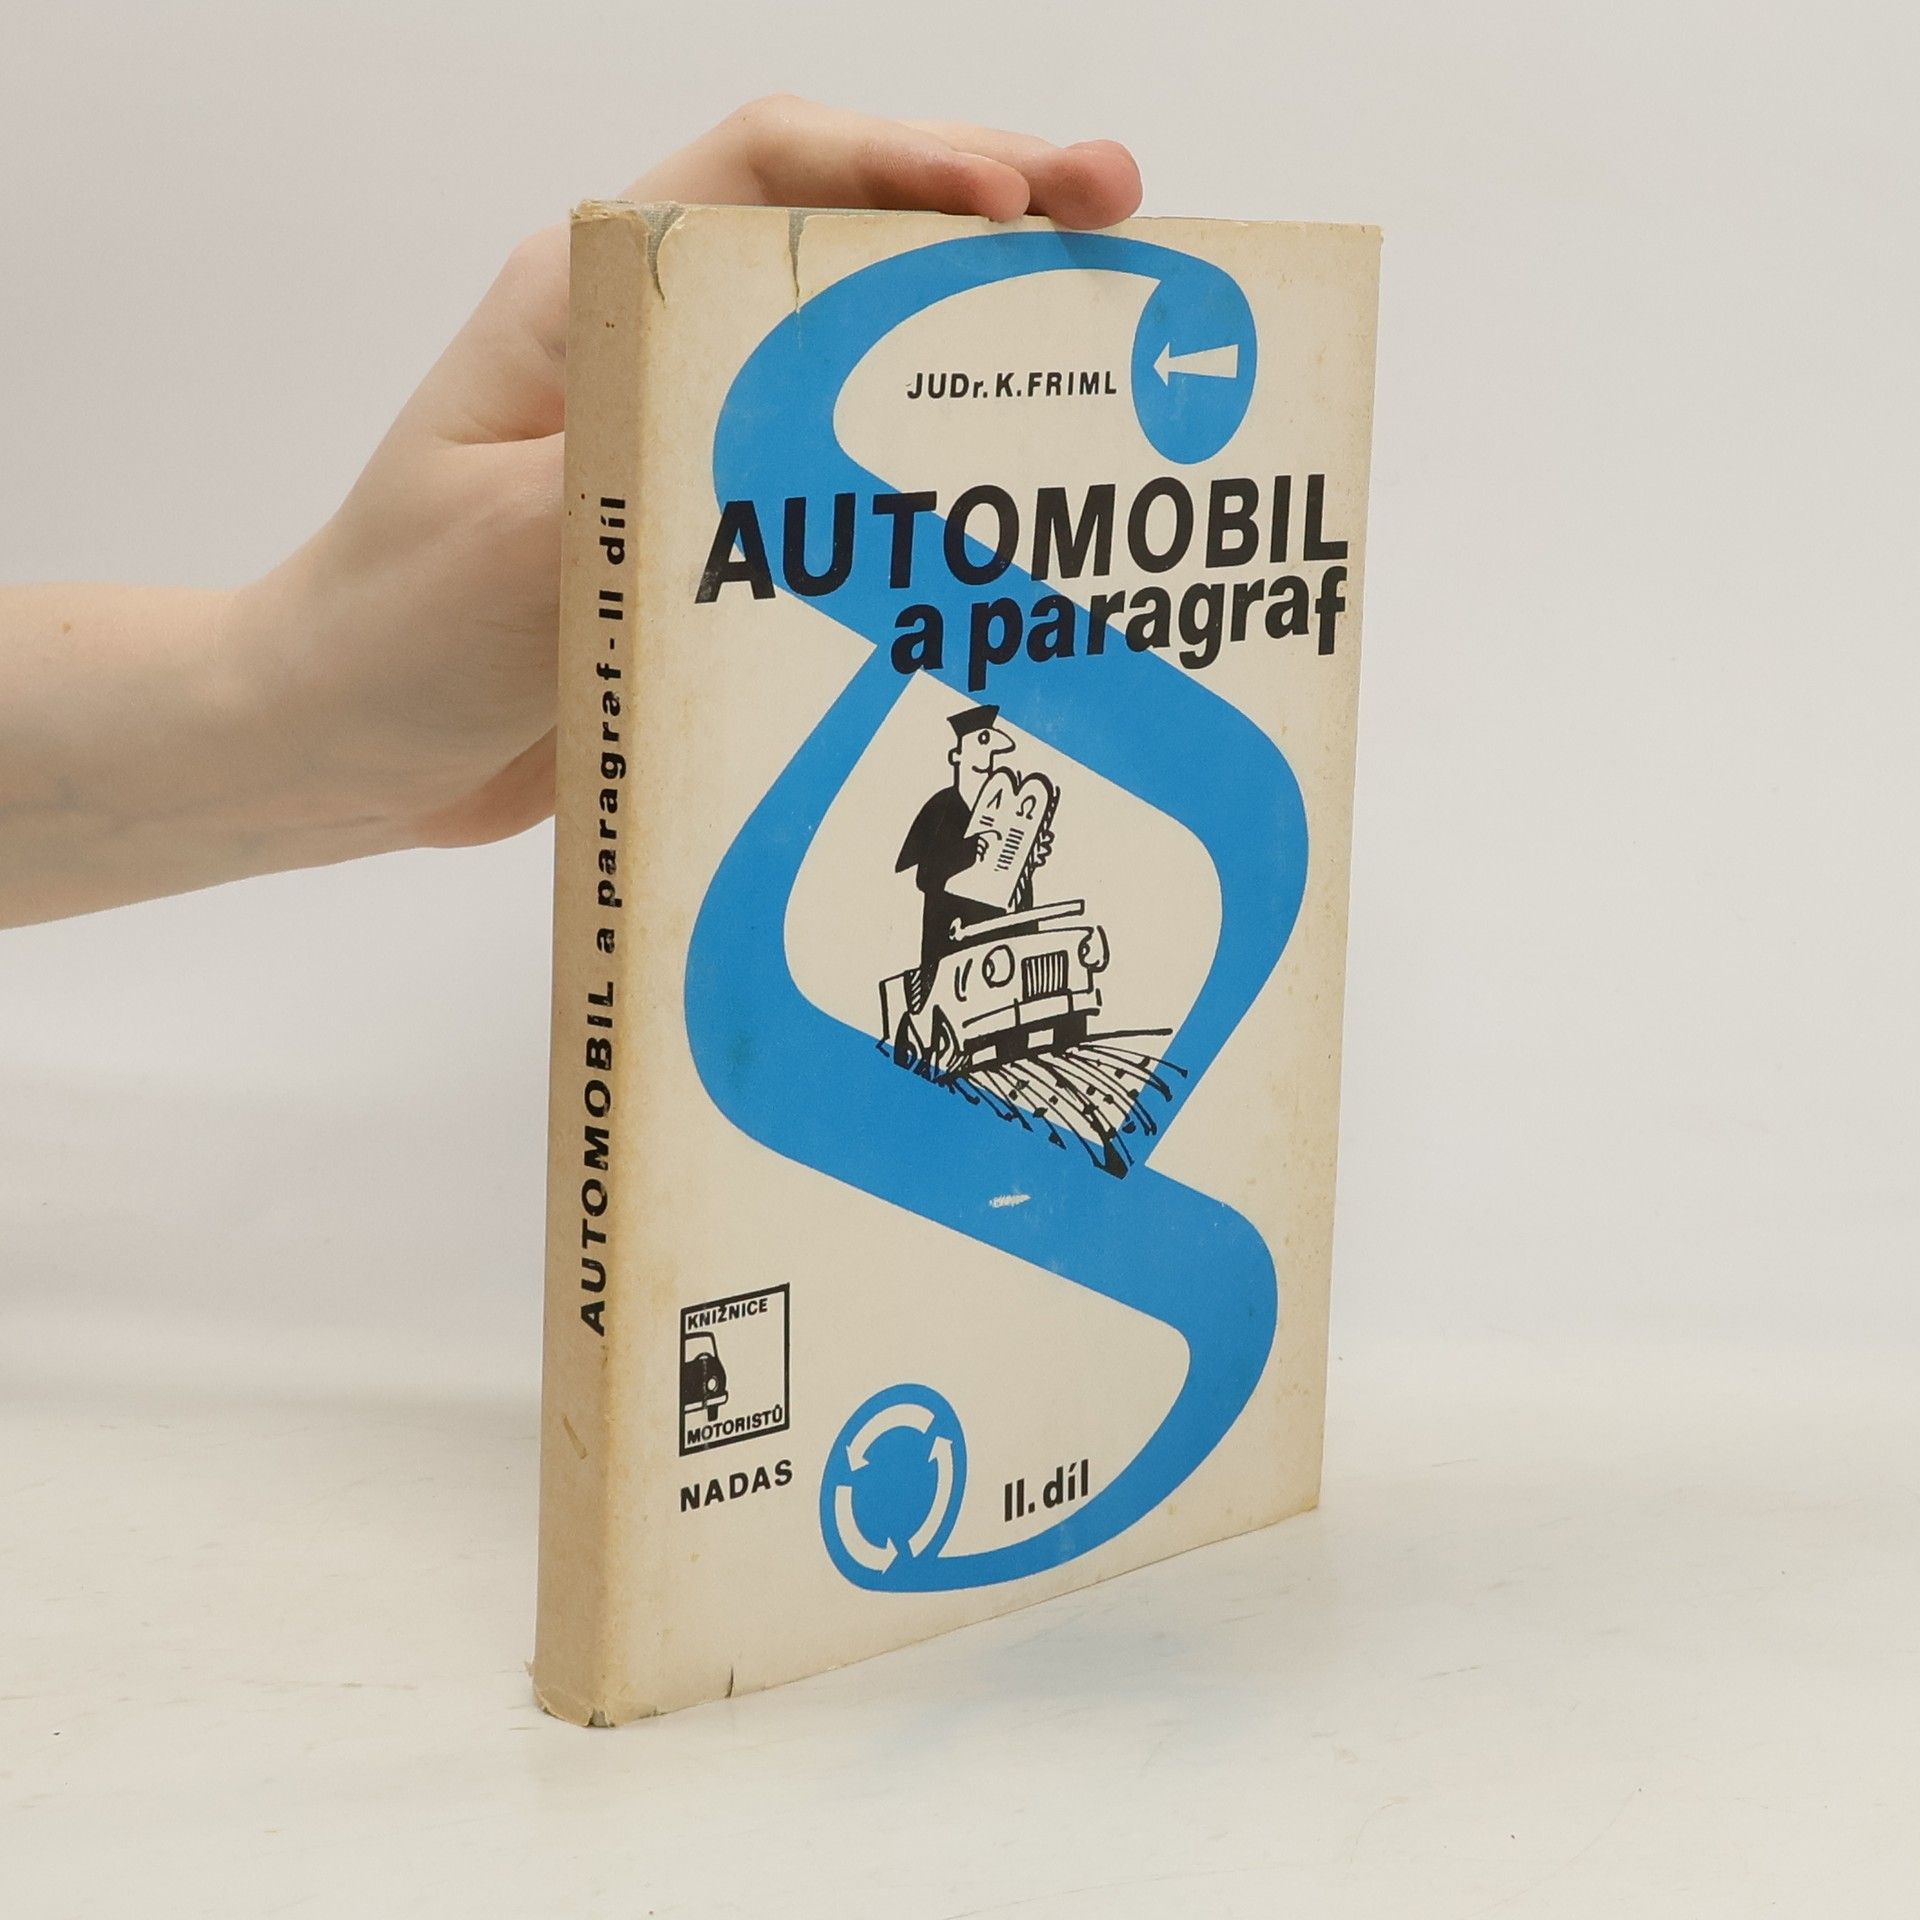 JUDr. K. FRIML
AUTOMOBIL
a paragraf
KNIŽNICE
MOTORISTŮ
NADAS
II. díl
AUTOMOBIL a paragraf - II díl